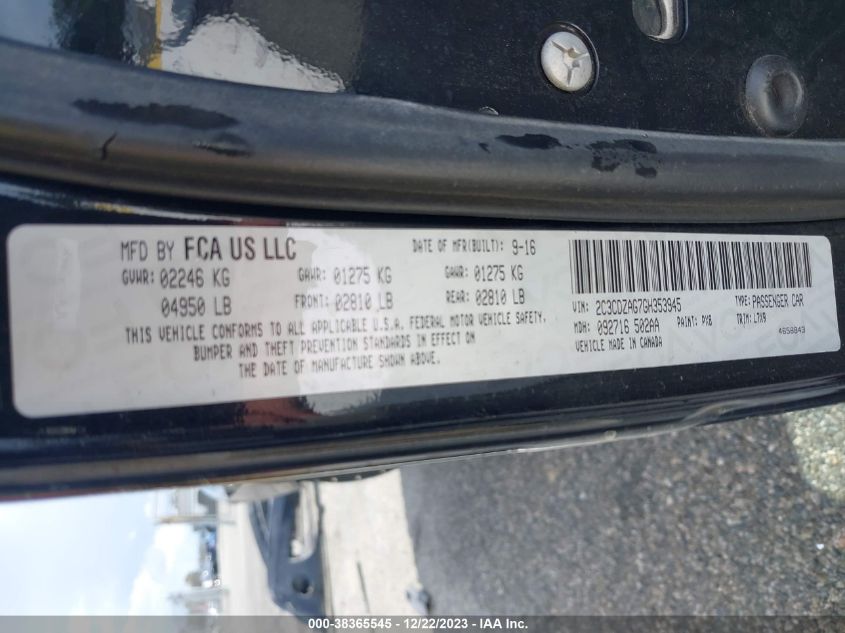 MFD BY FCA US LLC DATE OF MFR(BUILT): 9-16
GVWR: 02246 KG GAWR: 01275 KG GAWR: 01275 KG
04950 LB FRONT: 02810 LB REAR: 02810 LB
THIS VEHICLE CONFORMS TO ALL APPLICABLE U.S.A. FEDERAL MOTOR VEHICLE SAFETY,
BUMPER AND THEFT PREVENTION STANDARDS IN EFFECT ON
THE DATE OF MANUFACTURE SHOWN ABOVE.
VIN: 2C3CDZAG7GH353945 TYPE: PASSENGER CAR
MDH: 092716 502AA PAINT: PX8 TRIM: L7X9
VEHICLE MADE IN CANADA 4658843
000-38365545 - 12/22/2023 - IAA Inc.